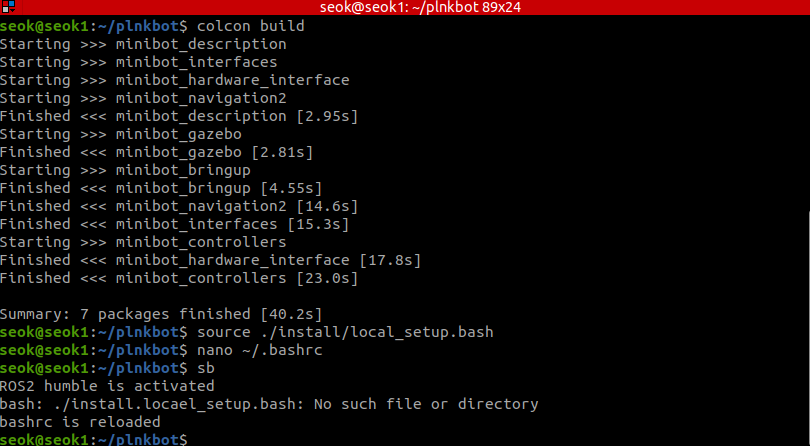 seok@seok1: ~/plnkbot 89x24
seok@seok1:~/plnkbot$ colcon build
Starting >>> minibot_description
Starting >>> minibot_interfaces
Starting >>> minibot_hardware_interface
Starting >>> minibot_navigation2
Finished <<< minibot_description [2.95s]
Starting >>> minibot_gazebo
Finished <<< minibot_gazebo [2.81s]
Starting >>> minibot_bringup
Finished <<< minibot_bringup [4.55s]
Finished <<< minibot_navigation2 [14.6s]
Finished <<< minibot_interfaces [15.3s]
Starting >>> minibot_controllers
Finished <<< minibot_hardware_interface [17.8s]
Finished <<< minibot_controllers [23.0s]
Summary: 7 packages finished [40.2s]
seok@seok1:~/plnkbot$ source ./install/local_setup.bash
seok@seok1:~/plnkbot$ nano ~/.bashrc
seok@seok1:~/plnkbot$ sb
ROS2 humble is activated
bash: ./install.locael_setup.bash: No such file or directory
bashrc is reloaded
seok@seok1:~/plnkbot$